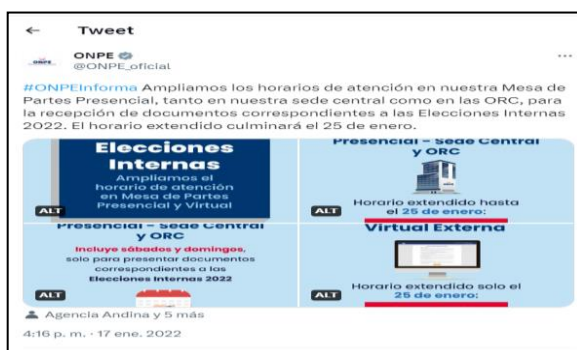 ← Tweet
ONPE
@ONPE_oficial
#ONPEInforma Ampliamos los horarios de atención en nuestra Mesa de
Partes Presencial, tanto en nuestra sede central como en las ORC, para
la recepción de documentos correspondientes a las Elecciones Internas
2022. El horario extendido culminará el 25 de enero.
Elecciones
Internas
Ampliamos el
horario de atención
en Mesa de Partes
Presencial y Virtual
ALT
Presencial - Sede Central
y ORC
Horario extendido hasta
el 25 de enero:
ALT
Presencial - Sede Central
y ORC
Incluye sábados y domingos,
solo para presentar documentos
correspondientes a las
Elecciones Internas 2022
ALT
Virtual Externa
Horario extendido solo el
25 de enero:
ALT
Agencia Andina y 5 más
4:16 p. m. · 17 ene. 2022